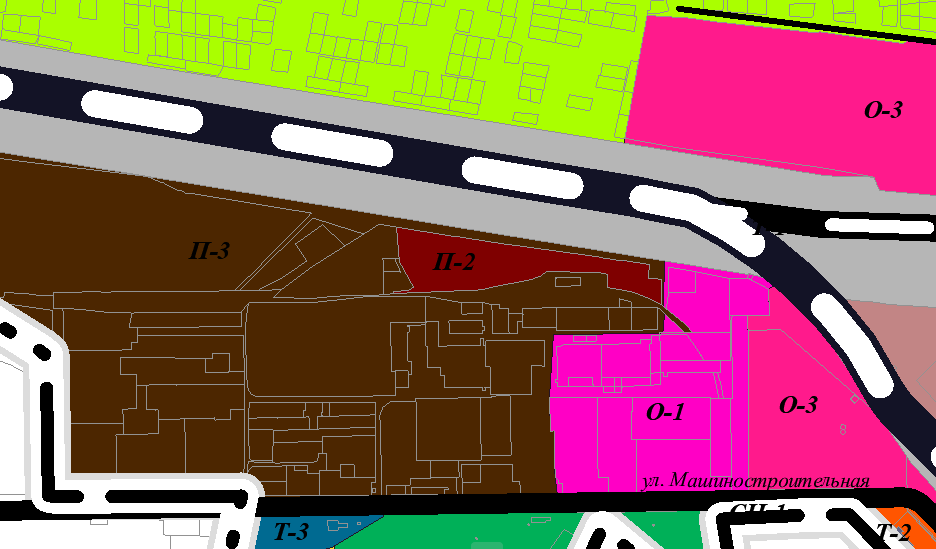 О-3
П-3
П-2
О-3
О-1
ул. Машиностроительная
СН-1
Т-3
Т-2